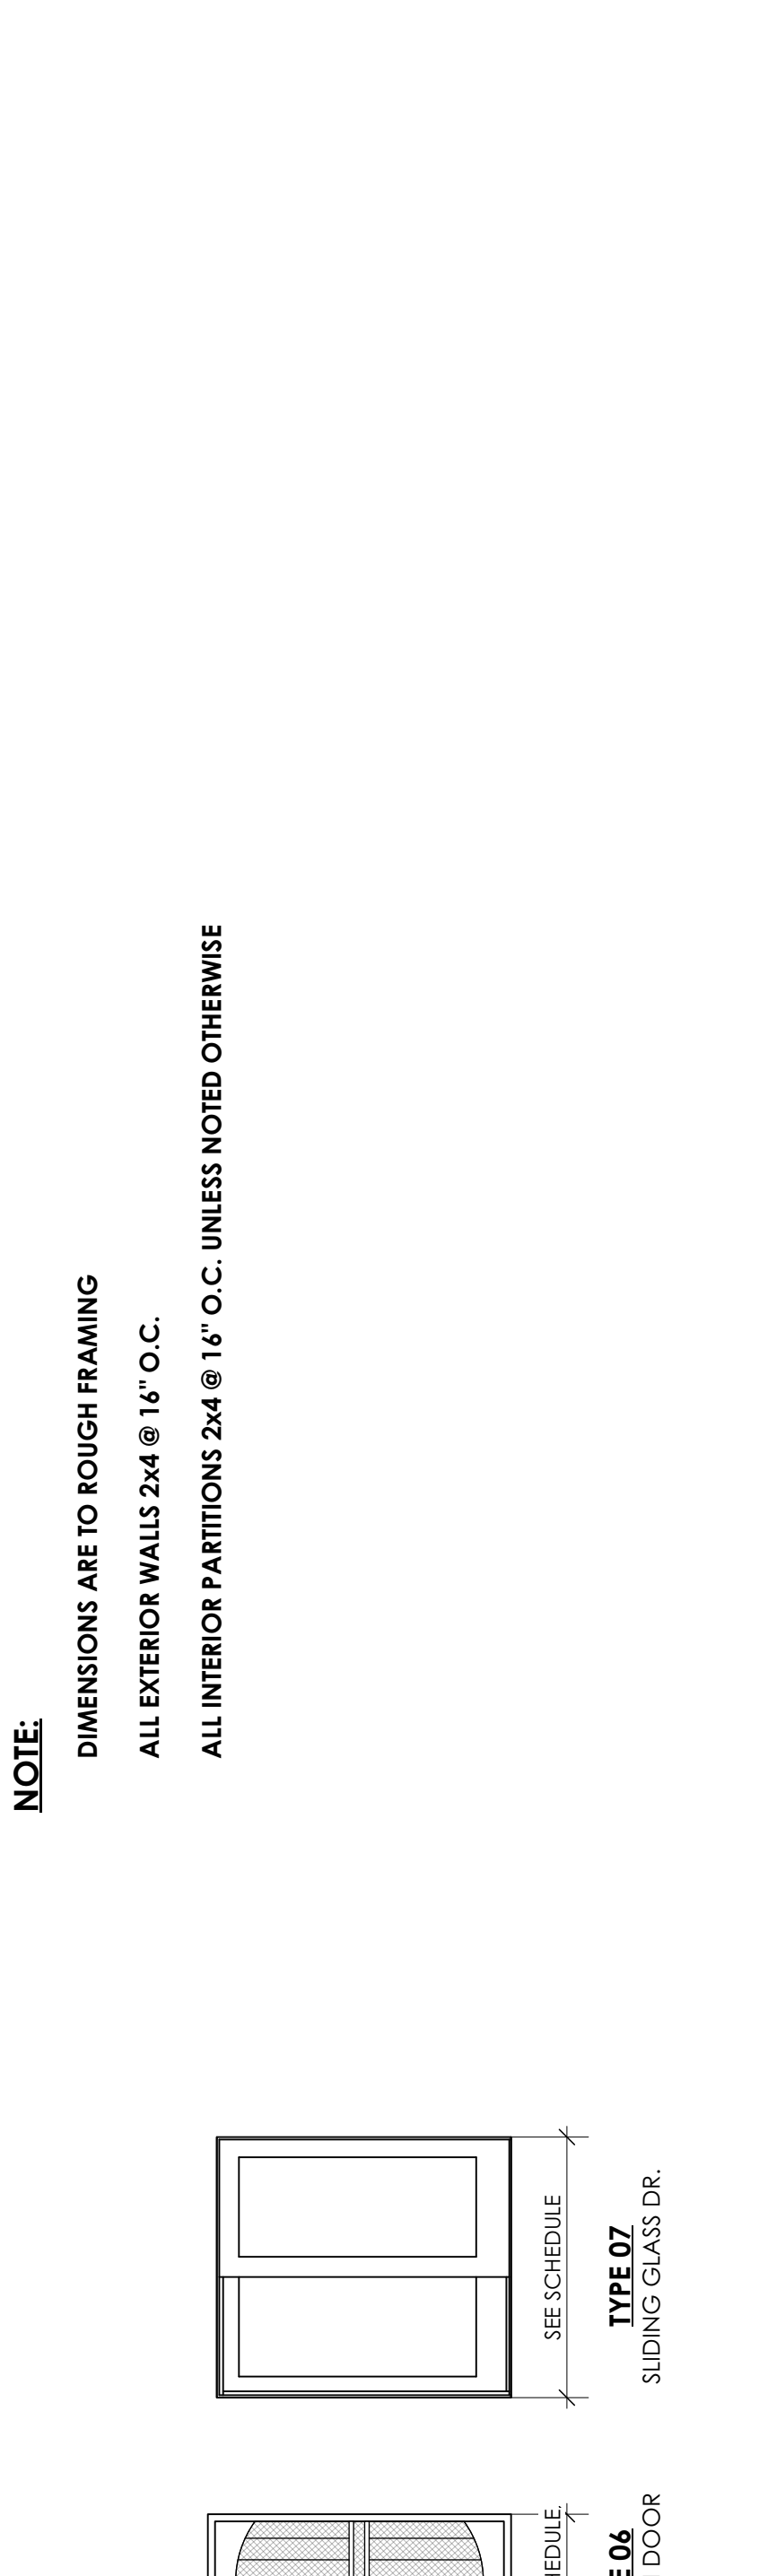 NOTE:
DIMENSIONS ARE TO ROUGH FRAMING
ALL EXTERIOR WALLS 2x4 @ 16" O.C.
ALL INTERIOR PARTITIONS 2x4 @ 16" O.C. UNLESS NOTED OTHERWISE
SEE SCHEDULE
TYPE 07
SLIDING GLASS DR.
06
DOOR